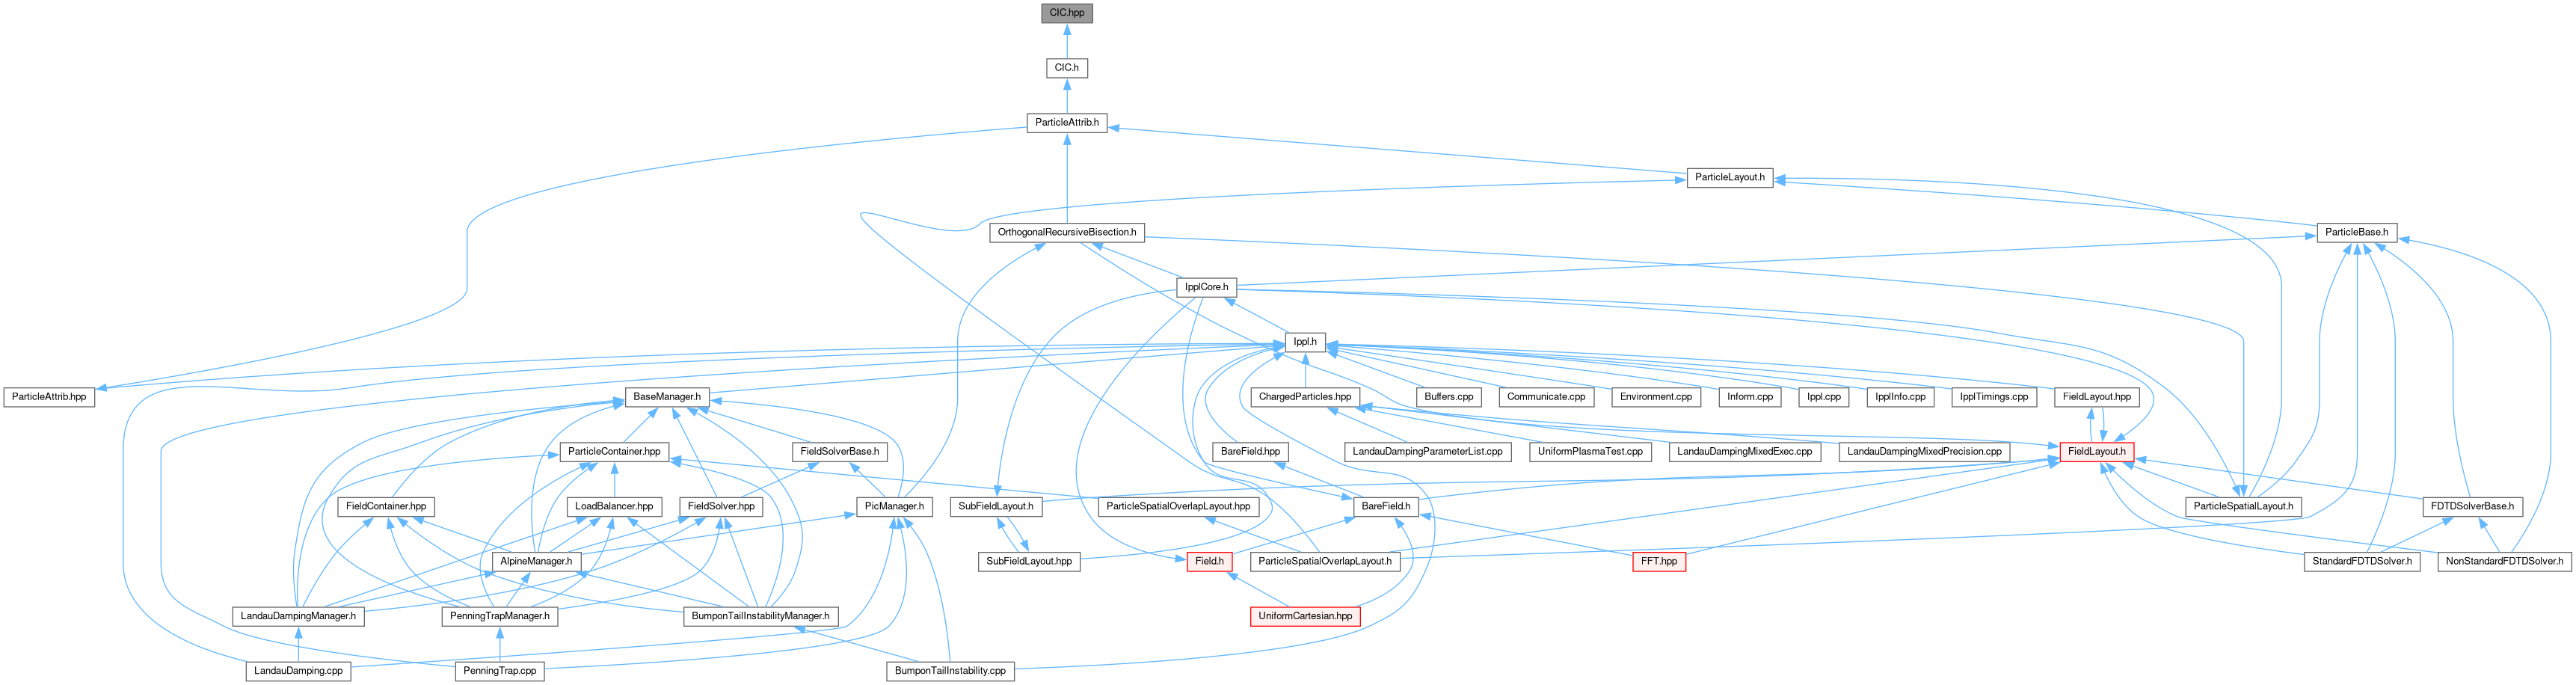 CIC.hpp
CIC.h
ParticleAttrib.h
ParticleLayout.h
OrthogonalRecursiveBisection.h
ParticleBase.h
IpplCore.h
Ippl.h
ParticleAttrib.hpp
BaseManager.h
ChargedParticles.hpp
Buffers.cpp
Communicate.cpp
Environment.cpp
Inform.cpp
Ippl.cpp
IpplInfo.cpp
IpplTimings.cpp
FieldLayout.hpp
ParticleContainer.hpp
FieldSolverBase.h
BareField.hpp
LandauDampingParameterList.cpp
UniformPlasmaTest.cpp
LandauDampingMixedExec.cpp
LandauDampingMixedPrecision.cpp
FieldLayout.h
FieldContainer.hpp
LoadBalancer.hpp
FieldSolver.hpp
PicManager.h
SubFieldLayout.h
ParticleSpatialOverlapLayout.hpp
BareField.h
ParticleSpatialLayout.h
FDTDSolverBase.h
AlpineManager.h
SubFieldLayout.hpp
Field.h
ParticleSpatialOverlapLayout.h
FFT.hpp
StandardFDTDSolver.h
NonStandardFDTDSolver.h
LandauDampingManager.h
PenningTrapManager.h
BumponTailInstabilityManager.h
UniformCartesian.hpp
LandauDamping.cpp
PenningTrap.cpp
BumponTailInstability.cpp